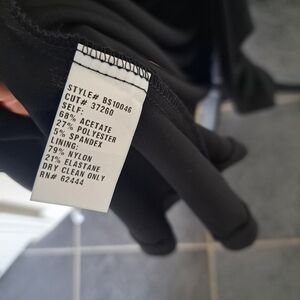 STYLE# BS10046
CUT# 37260
SELF:
68% ACETATE
27% POLYESTER
5% SPANDEX
LINING:
79% NYLON
21% ELASTANE
DRY CLEAN ONLY
RN# 62444